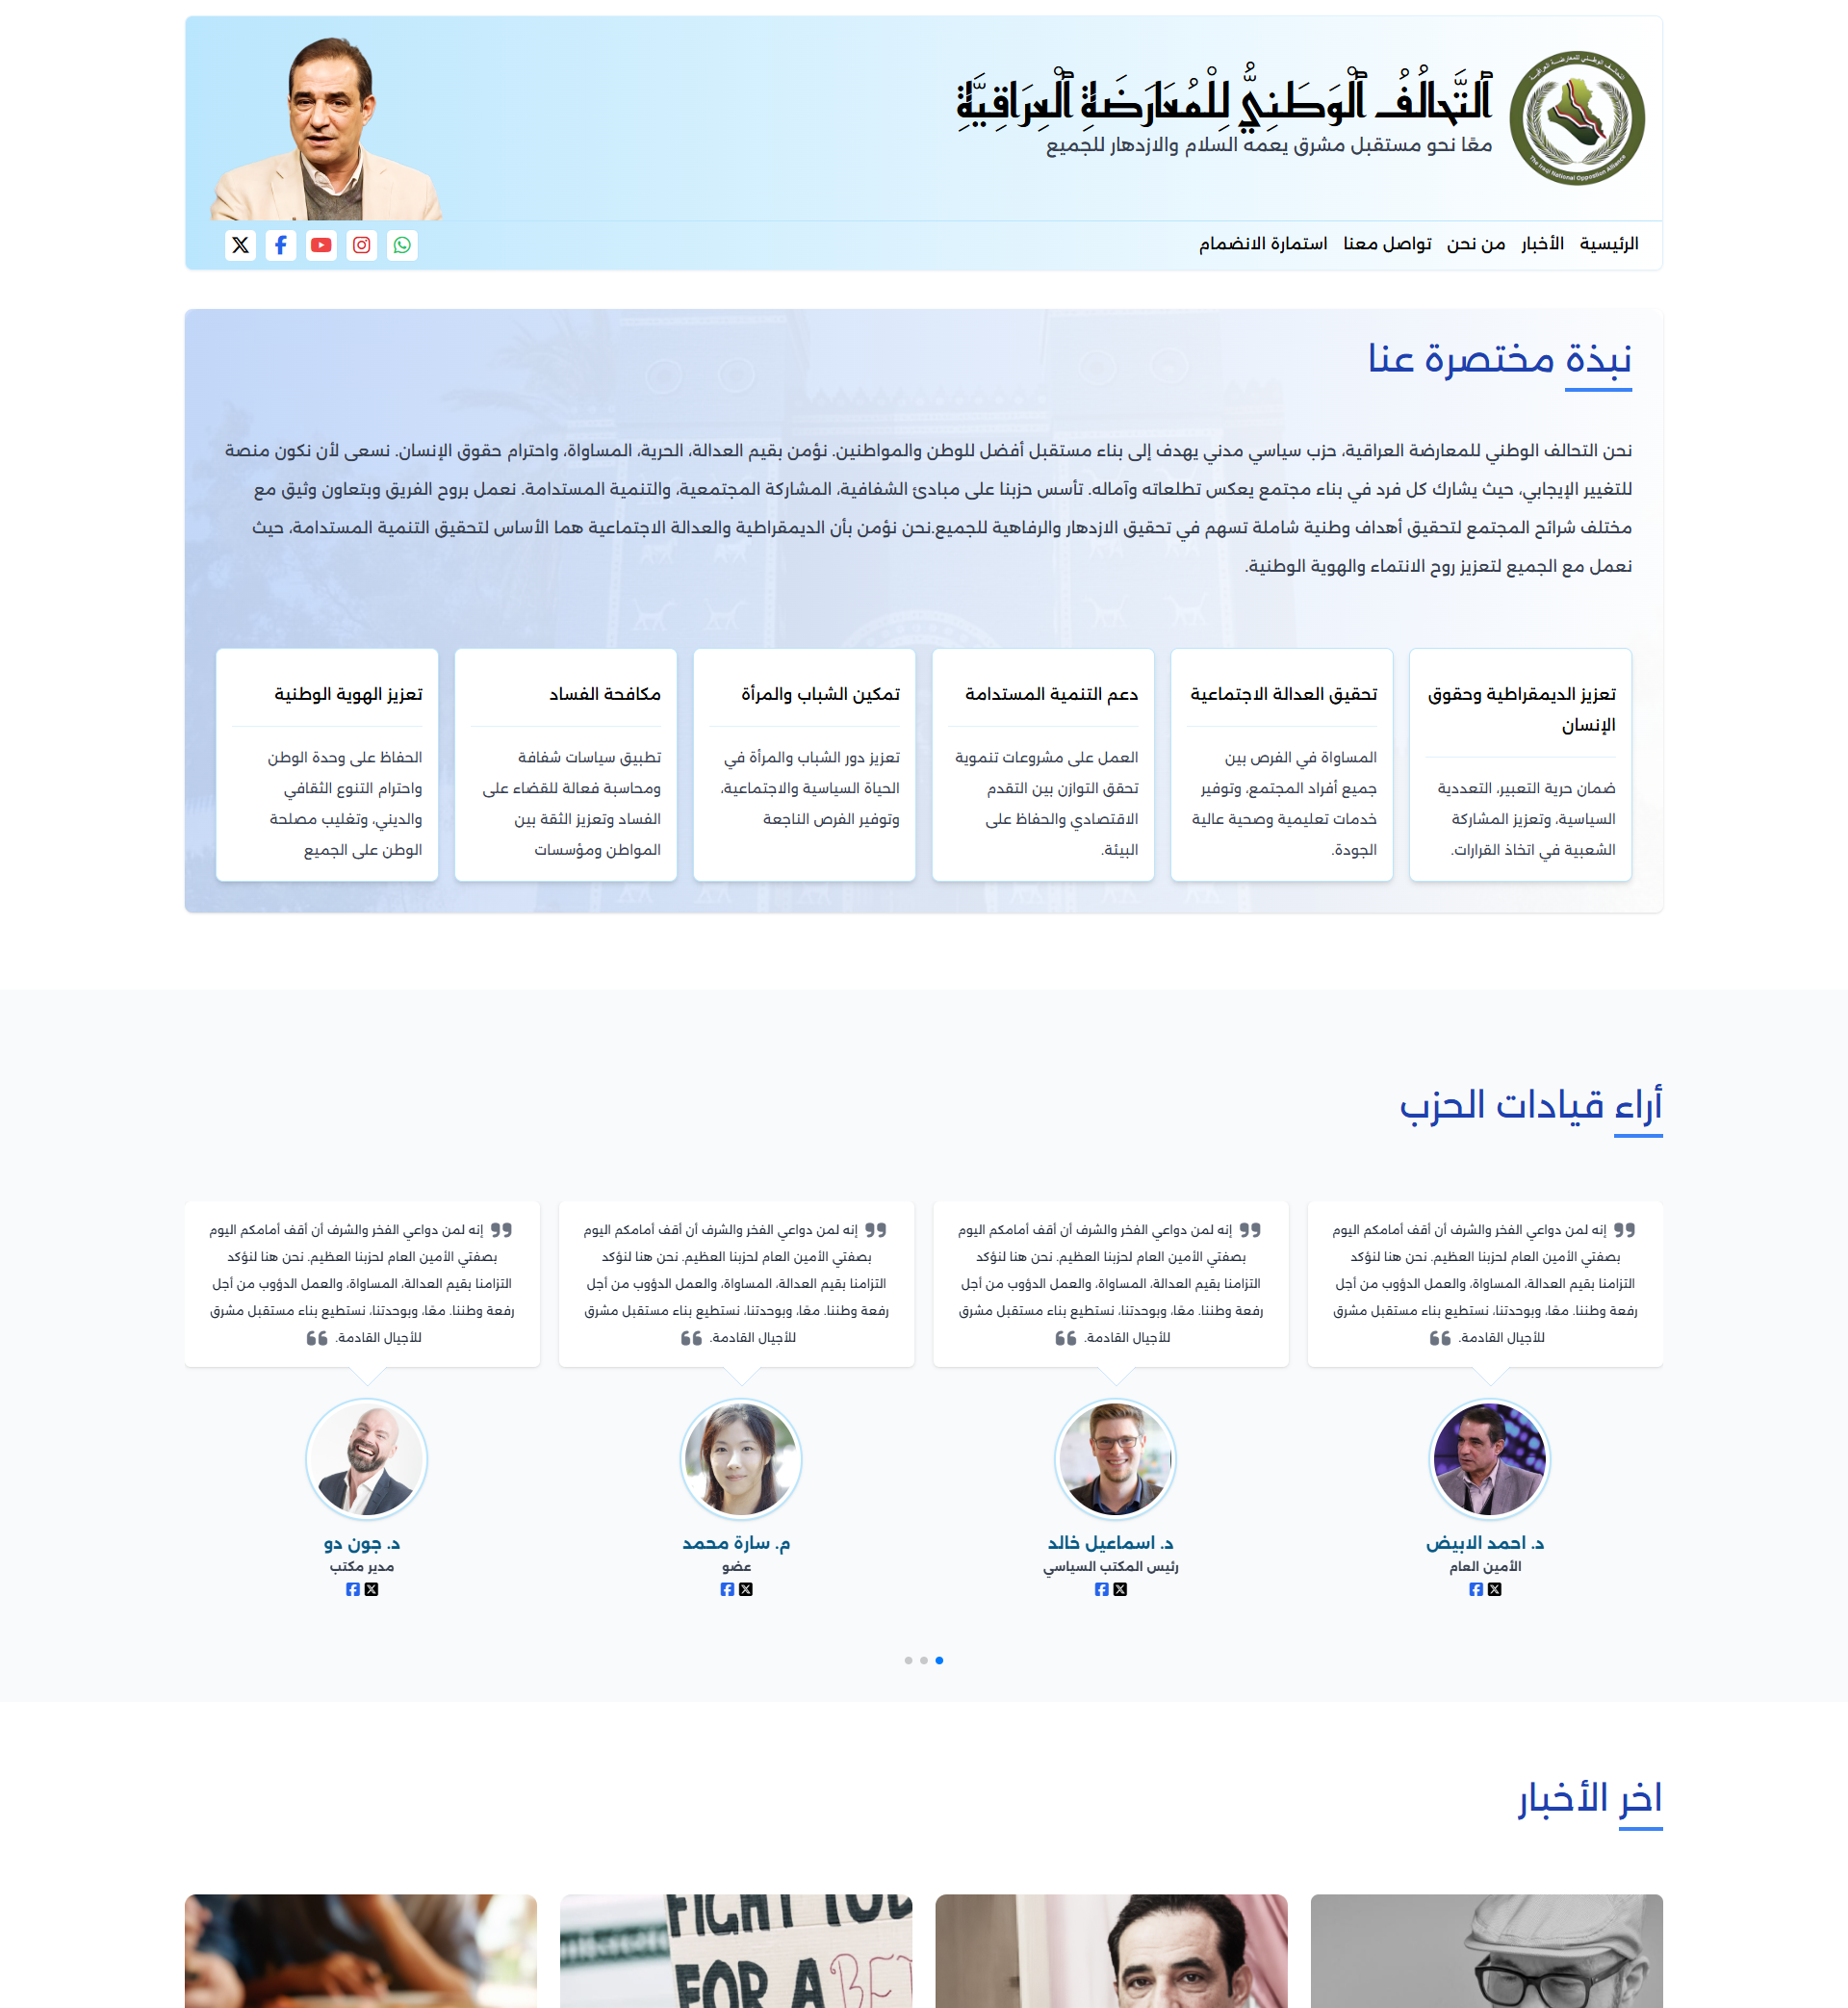 ٱلتَّحَالُفُ ٱلْوَطَنِيُّ لِلْمُعَارَضَةِ ٱلْعِرَاقِيَّةِ
معًا نحو مستقبل مشرق يعمه السلام والازدهار للجميع
التحالف الوطني للمعارضة العراقية
The Iraqi National Opposition Alliance
الرئيسية
الأخبار
من نحن
تواصل معنا
استمارة الانضمام
نبذة مختصرة عنا
نحن التحالف الوطني للمعارضة العراقية، حزب سياسي مدني يهدف إلى بناء مستقبل أفضل للوطن والمواطنين. نؤمن بقيم العدالة، الحرية، المساواة، واحترام حقوق الإنسان. نسعى لأن نكون منصة
للتغيير الإيجابي، حيث يشارك كل فرد في بناء مجتمع يعكس تطلعاته وآماله. تأسس حزبنا على مبادئ الشفافية، المشاركة المجتمعية، والتنمية المستدامة. نعمل بروح الفريق وبتعاون وثيق مع
مختلف شرائح المجتمع لتحقيق أهداف وطنية شاملة تسهم في تحقيق الازدهار والرفاهية للجميع.نحن نؤمن بأن الديمقراطية والعدالة الاجتماعية هما الأساس لتحقيق التنمية المستدامة، حيث
نعمل مع الجميع لتعزيز روح الانتماء والهوية الوطنية.
تعزيز الديمقراطية وحقوق
الإنسان
ضمان حرية التعبير، التعددية
السياسية، وتعزيز المشاركة
الشعبية في اتخاذ القرارات.
تحقيق العدالة الاجتماعية
المساواة في الفرص بين
جميع أفراد المجتمع، وتوفير
خدمات تعليمية وصحية عالية
الجودة.
دعم التنمية المستدامة
العمل على مشروعات تنموية
تحقق التوازن بين التقدم
الاقتصادي والحفاظ على
البيئة.
تمكين الشباب والمرأة
تعزيز دور الشباب والمرأة في
الحياة السياسية والاجتماعية،
وتوفير الفرص الناجعة
مكافحة الفساد
تطبيق سياسات شفافة
ومحاسبة فعالة للقضاء على
الفساد وتعزيز الثقة بين
المواطن ومؤسسات
تعزيز الهوية الوطنية
الحفاظ على وحدة الوطن
واحترام التنوع الثقافي
والديني، وتغليب مصلحة
الوطن على الجميع
أراء قيادات الحزب
إنه لمن دواعي الفخر والشرف أن أقف أمامكم اليوم
بصفتي الأمين العام لحزبنا العظيم. نحن هنا لنؤكد
التزامنا بقيم العدالة، المساواة، والعمل الدؤوب من أجل
رفعة وطننا. معًا، وبوحدتنا، نستطيع بناء مستقبل مشرق
للأجيال القادمة.
د. احمد الابيض
الأمين العام
إنه لمن دواعي الفخر والشرف أن أقف أمامكم اليوم
بصفتي الأمين العام لحزبنا العظيم. نحن هنا لنؤكد
التزامنا بقيم العدالة، المساواة، والعمل الدؤوب من أجل
رفعة وطننا. معًا، وبوحدتنا، نستطيع بناء مستقبل مشرق
للأجيال القادمة.
د. اسماعيل خالد
رئيس المكتب السياسي
إنه لمن دواعي الفخر والشرف أن أقف أمامكم اليوم
بصفتي الأمين العام لحزبنا العظيم. نحن هنا لنؤكد
التزامنا بقيم العدالة، المساواة، والعمل الدؤوب من أجل
رفعة وطننا. معًا، وبوحدتنا، نستطيع بناء مستقبل مشرق
للأجيال القادمة.
م. سارة محمد
عضو
إنه لمن دواعي الفخر والشرف أن أقف أمامكم اليوم
بصفتي الأمين العام لحزبنا العظيم. نحن هنا لنؤكد
التزامنا بقيم العدالة، المساواة، والعمل الدؤوب من أجل
رفعة وطننا. معًا، وبوحدتنا، نستطيع بناء مستقبل مشرق
للأجيال القادمة.
د. جون دو
مدير مكتب
اخر الأخبار
FIGHT
FOR A